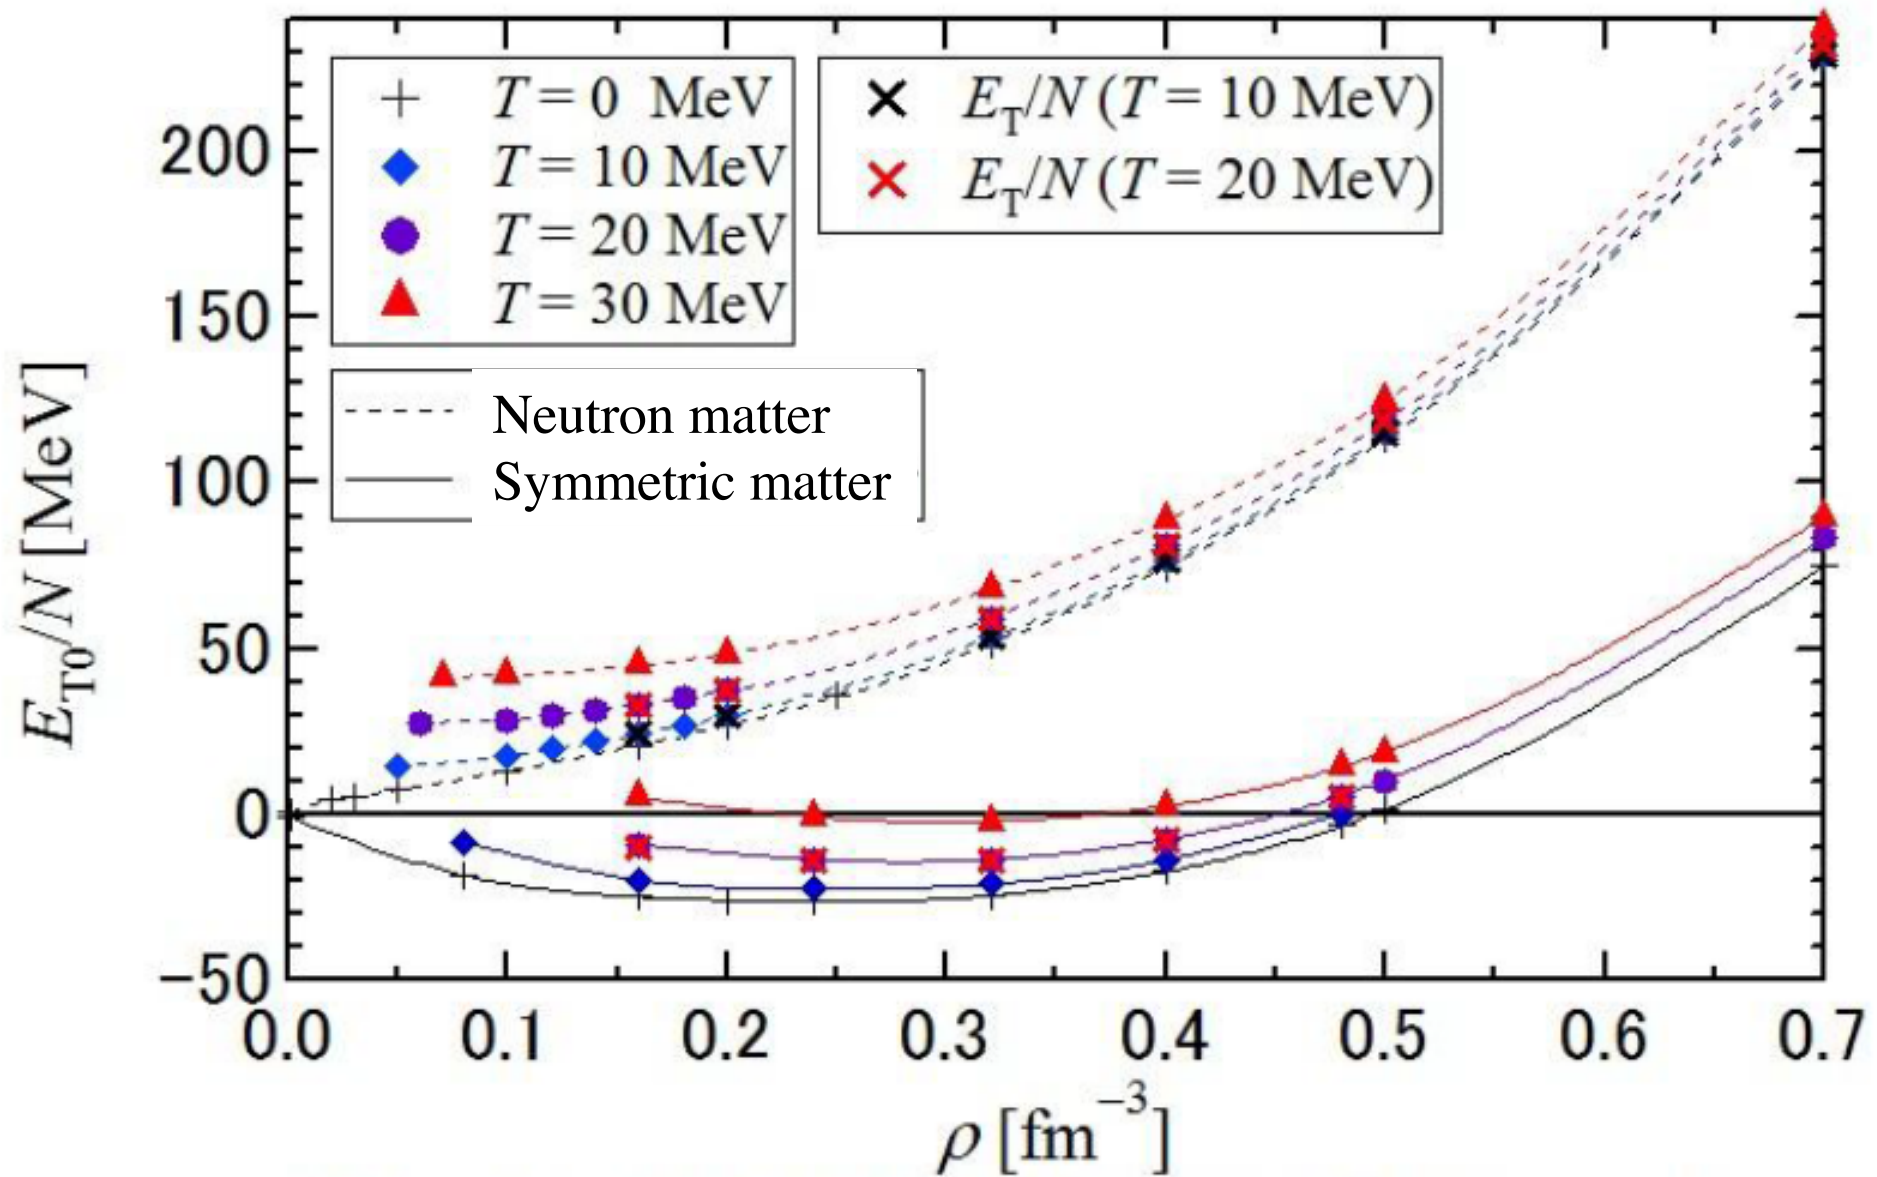 T = 0 MeV
T = 10 MeV
T = 20 MeV
T = 30 MeV
E_T/N (T = 10 MeV)
E_T/N (T = 20 MeV)
Neutron matter
Symmetric matter
E_T0/N [MeV]
200
150
100
50
0
−50
0.0 0.1 0.2 0.3 0.4 0.5 0.6 0.7
ρ [fm⁻³]